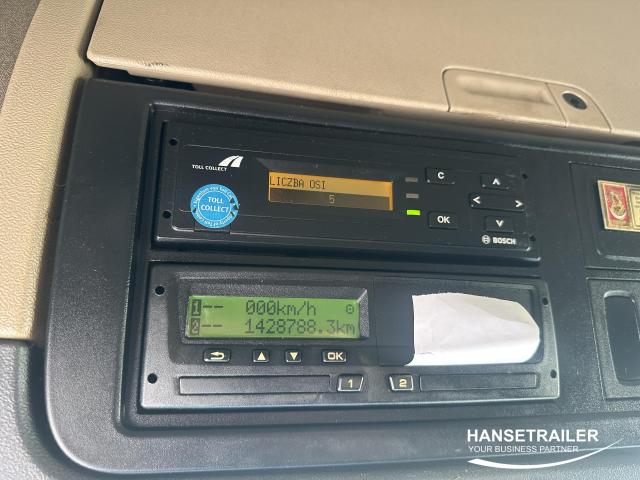 TOLL COLLECT
LICZBA OSI
5
C
OK
TOLL
COLLECT
BOSCH
1-- 000km/h
2-- 1428788.3km
OK
1 2
HANSETRAILER
YOUR BUSINESS PARTNER